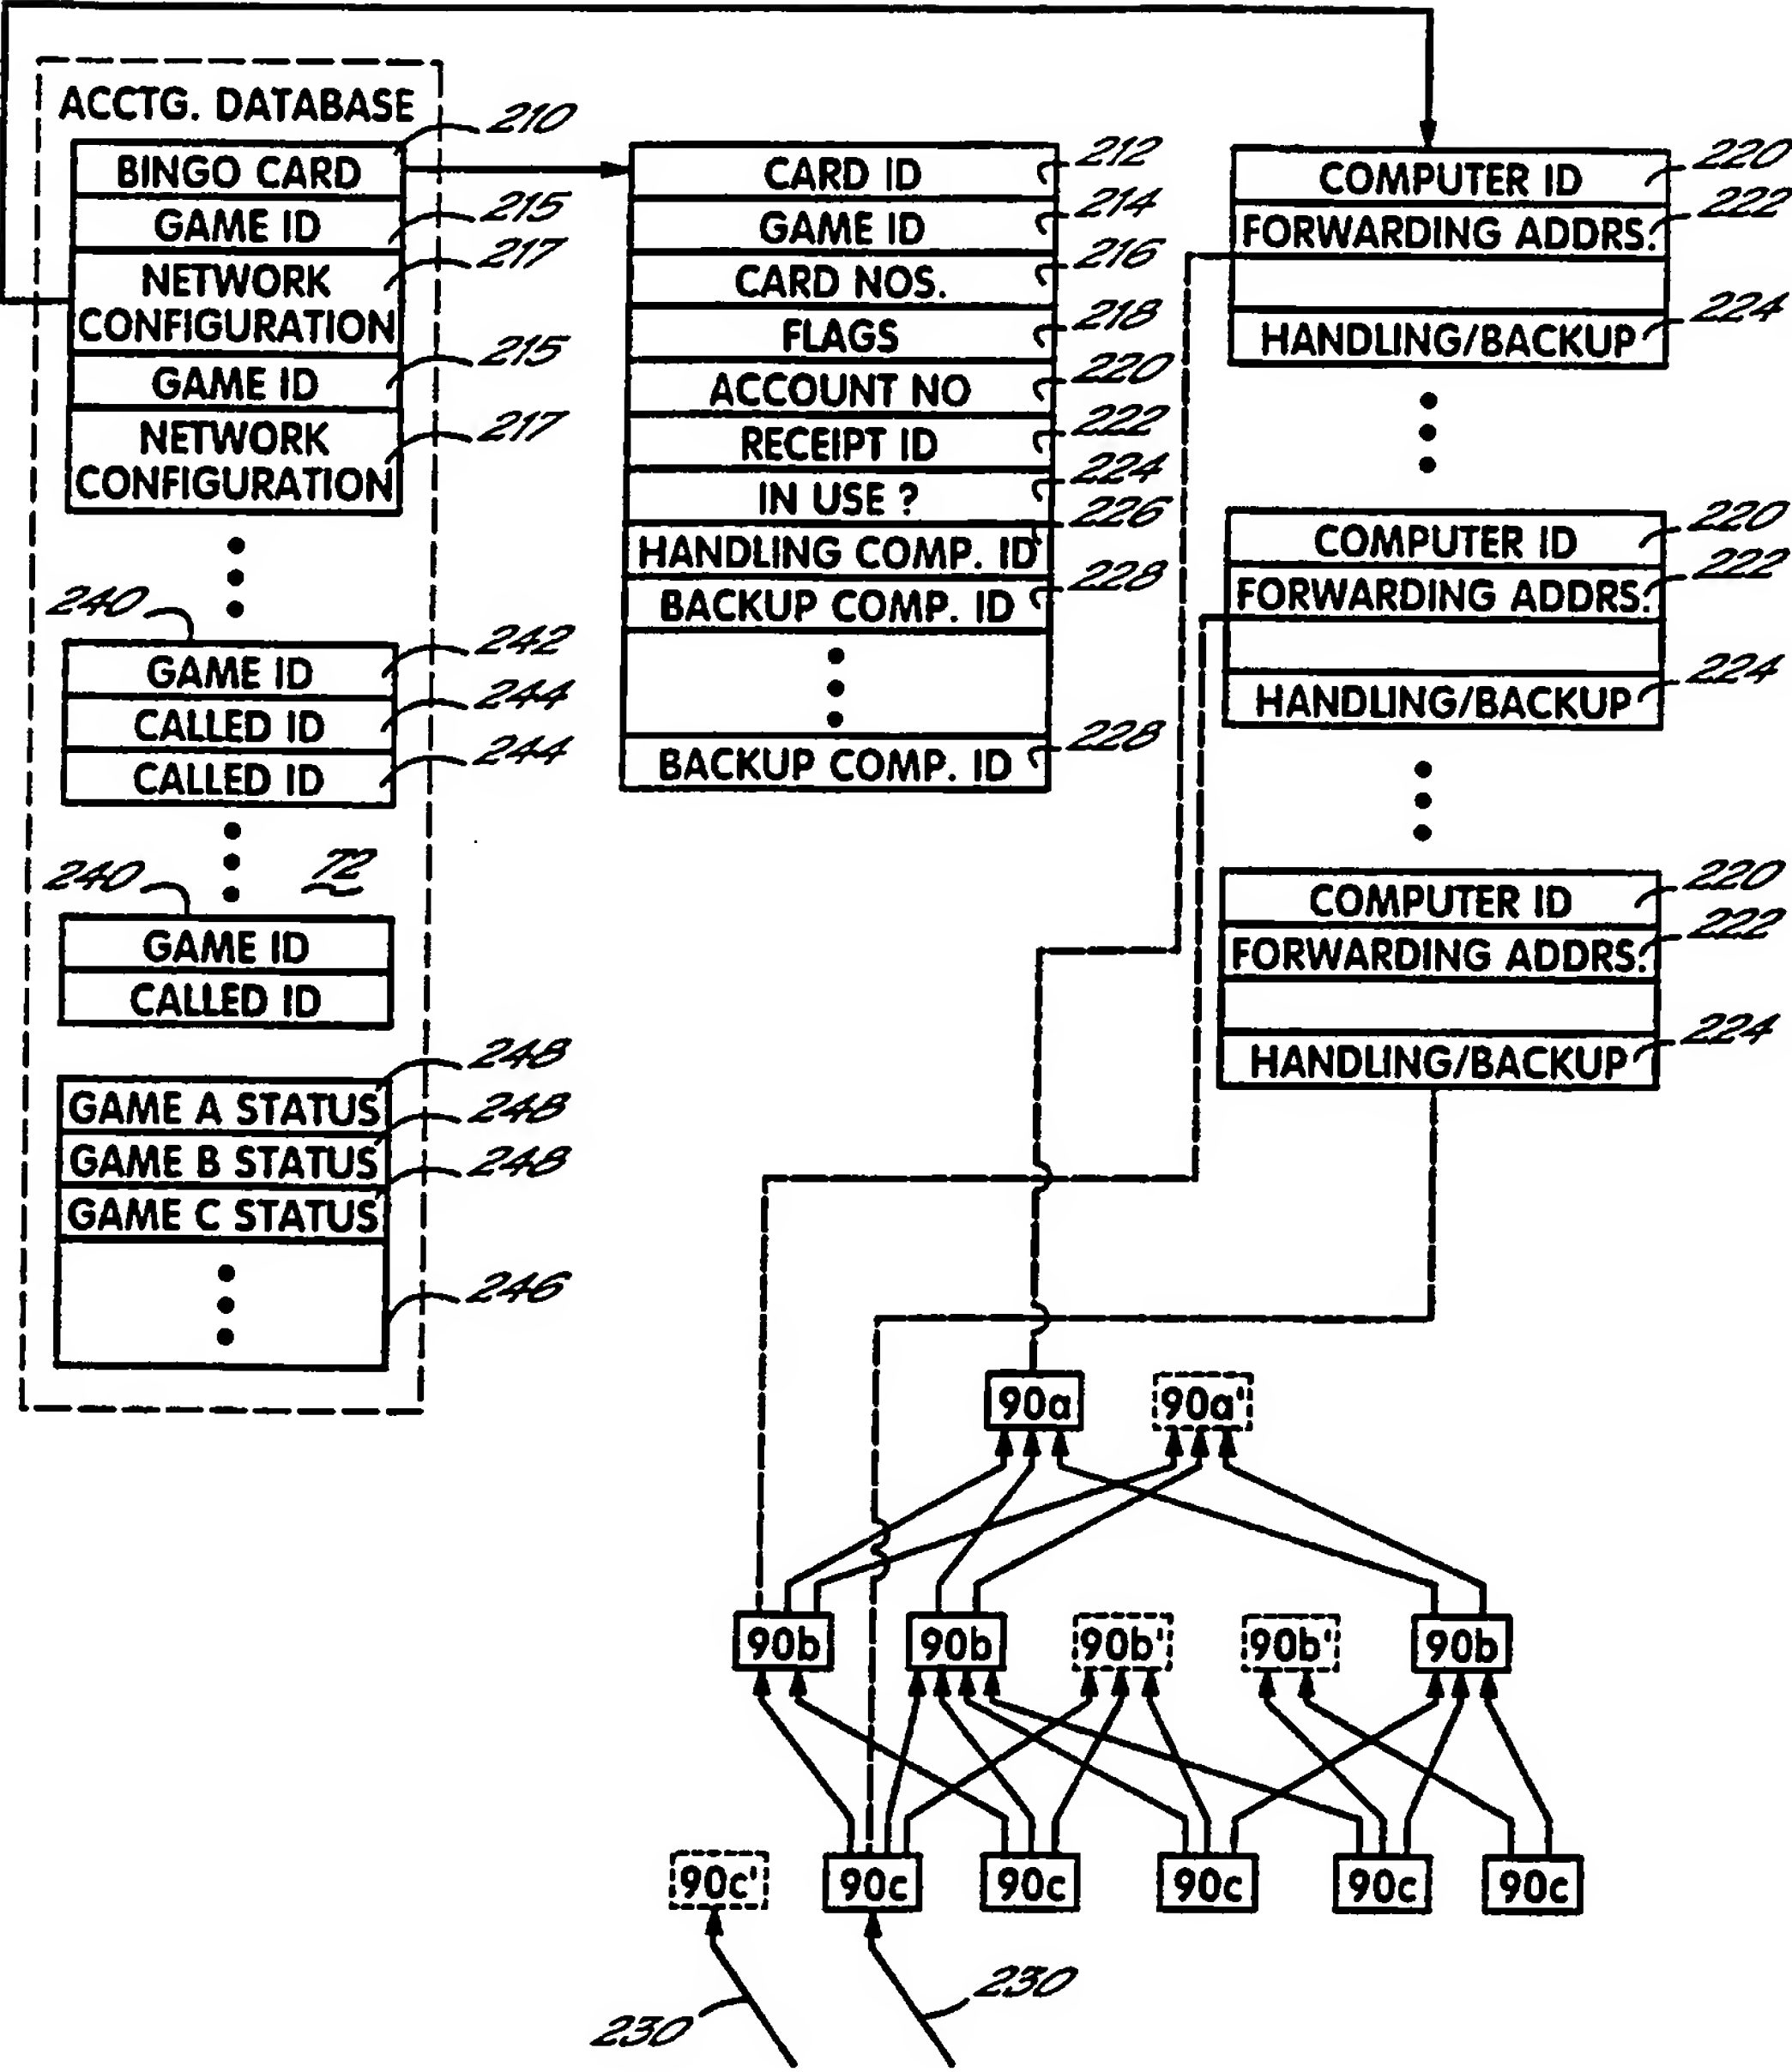 ACCTG. DATABASE
210
BINGO CARD
215
GAME ID
217
NETWORK
CONFIGURATION
215
GAME ID
217
NETWORK
CONFIGURATION
240
242
GAME ID
244
CALLED ID
244
CALLED ID
240
72
GAME ID
CALLED ID
248
GAME A STATUS
248
GAME B STATUS
248
GAME C STATUS
246
CARD ID
212
GAME ID
214
CARD NOS.
216
FLAGS
218
ACCOUNT NO
220
RECEIPT ID
222
IN USE ?
224
HANDLING COMP. ID
226
BACKUP COMP. ID
228
BACKUP COMP. ID
228
COMPUTER ID
220
FORWARDING ADDRS.
222
HANDLING/BACKUP
224
COMPUTER ID
220
FORWARDING ADDRS.
222
HANDLING/BACKUP
224
COMPUTER ID
220
FORWARDING ADDRS.
222
HANDLING/BACKUP
224
90a 90a'
90b 90b 90b' 90b' 90b
90c' 90c 90c 90c 90c 90c
230
230